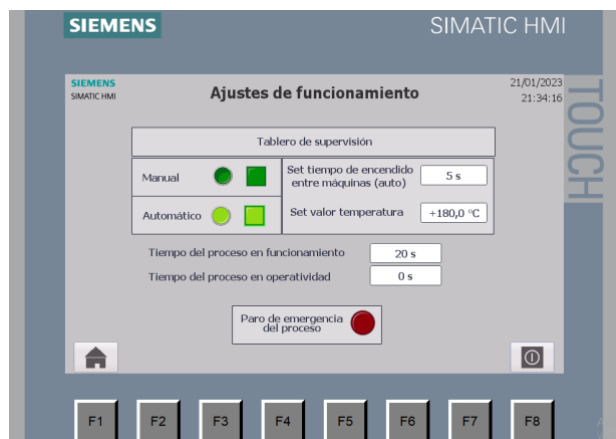 SIEMENS
SIMATIC HMI
TOUCH
SIEMENS
SIMATIC HMI
Ajustes de funcionamiento
21/01/2023
21:34:16
Tablero de supervisión
Manual
Set tiempo de encendido
entre máquinas (auto)
5 s
Automático
Set valor temperatura
+180,0 °C
Tiempo del proceso en funcionamiento
20 s
Tiempo del proceso en operatividad
0 s
Paro de emergencia
del proceso
F1
F2
F3
F4
F5
F6
F7
F8